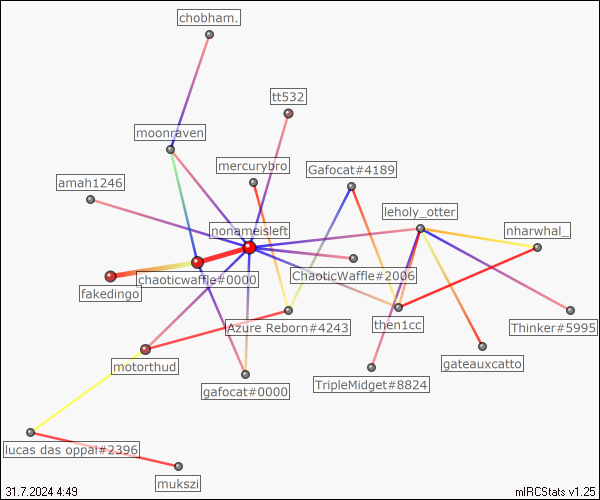 chobham.
tt532
moonraven
mercurybro
Gafocat#4189
amah1246
leholy_otter
nonameisleft
nharwhal_
ChaoticWaffle#2006
chaoticwaffle#0000
fakedingo
Azure Reborn#4243
then1cc
Thinker#5995
motorthud
gateauxcatto
gafocat#0000
TripleMidget#8824
lucas das oppai#2396
mukszi
31.7.2024 4:49
mIRCStats v1.25